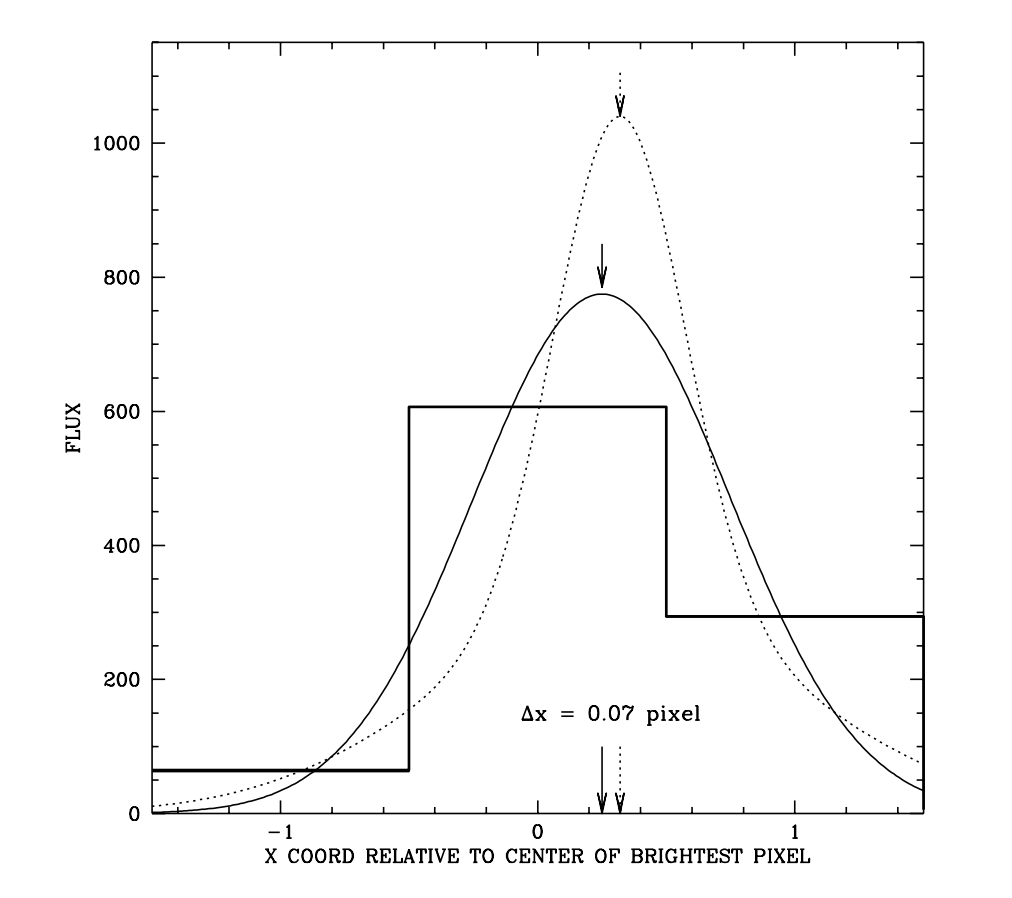 1000
800
600
400
200
0
FLUX
Δx = 0.07 pixel
−1 0 1
X COORD RELATIVE TO CENTER OF BRIGHTEST PIXEL